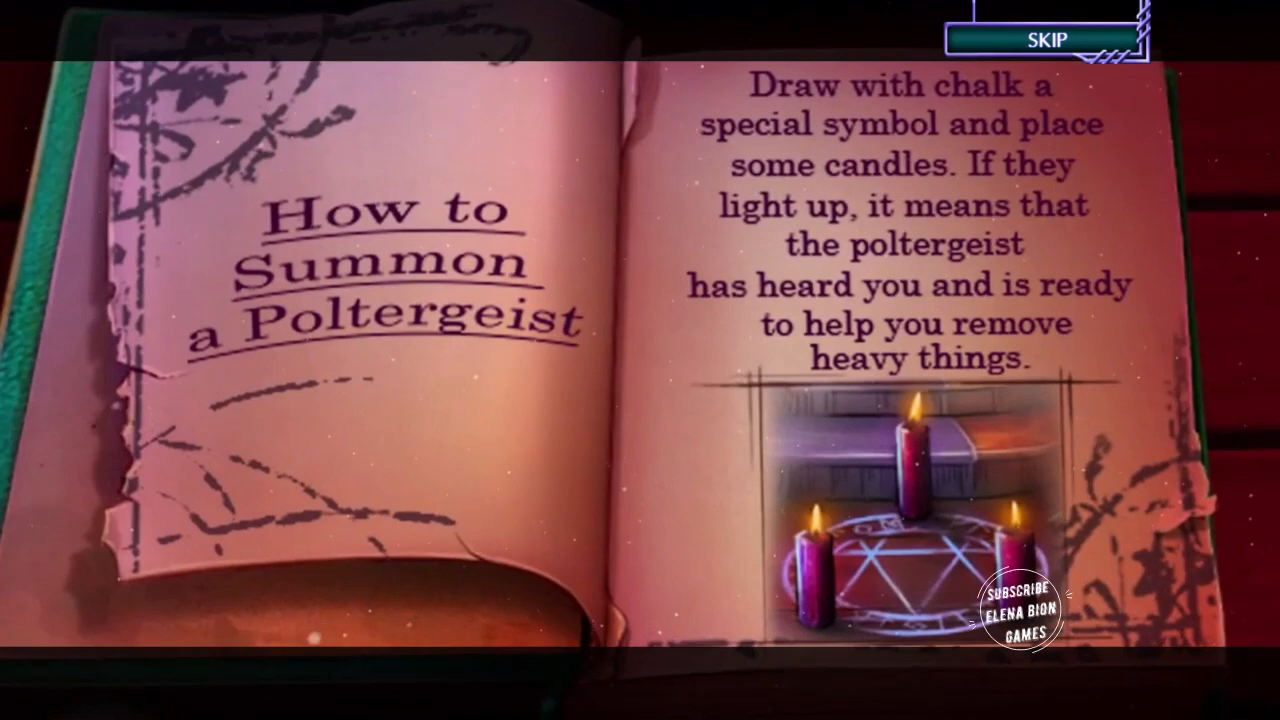 SKIP
How to
Summon
a Poltergeist
Draw with chalk a
special symbol and place
some candles. If they
light up, it means that
the poltergeist
has heard you and is ready
to help you remove
heavy things.
SUBSCRIBE
ELENA BION
GAMES